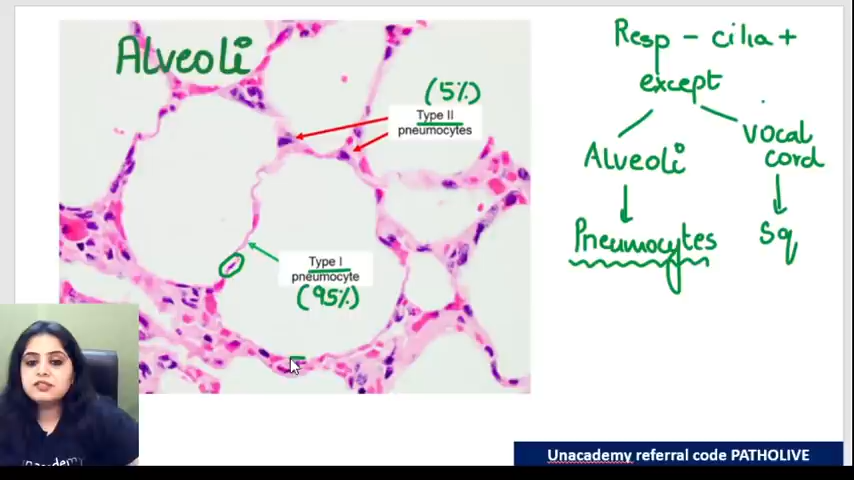 Alveoli
(5%)
Type II
pneumocytes
Type I
pneumocyte
(95%)
Resp - cilia +
except
Alveoli
Vocal
cord
Pneumocytes
Sq
Unacademy referral code PATHOLIVE